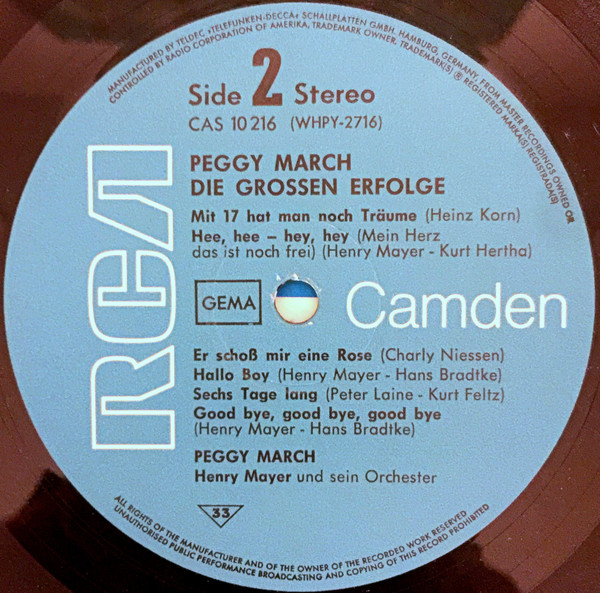 MANUFACTURED BY TELDEC »TELEFUNKEN-DECCA« SCHALLPLATTEN GMBH, HAMBURG, GERMANY, FROM MASTER RECORDINGS OWNED OR
CONTROLLED BY RADIO CORPORATION OF AMERIKA, TRADEMARK OWNER, TRADEMARK(S) ® REGISTERED MARKA(S) REGISTRADA(S)
Side 2 Stereo
CAS 10 216 (WHPY-2716)
PEGGY MARCH
DIE GROSSEN ERFOLGE
Mit 17 hat man noch Träume (Heinz Korn)
Hee, hee – hey, hey (Mein Herz
das ist noch frei) (Henry Mayer - Kurt Hertha)
RCA
GEMA
Camden
Er schoß mir eine Rose (Charly Niessen)
Hallo Boy (Henry Mayer - Hans Bradtke)
Sechs Tage lang (Peter Laine - Kurt Feltz)
Good bye, good bye, good bye
(Henry Mayer - Hans Bradtke)
PEGGY MARCH
Henry Mayer und sein Orchester
33
ALL RIGHTS OF THE MANUFACTURER AND OF THE OWNER OF THE RECORDED WORK RESERVED
UNAUTHORISED PUBLIC PERFORMANCE BROADCASTING AND COPYING OF THIS RECORD PROHIBITED